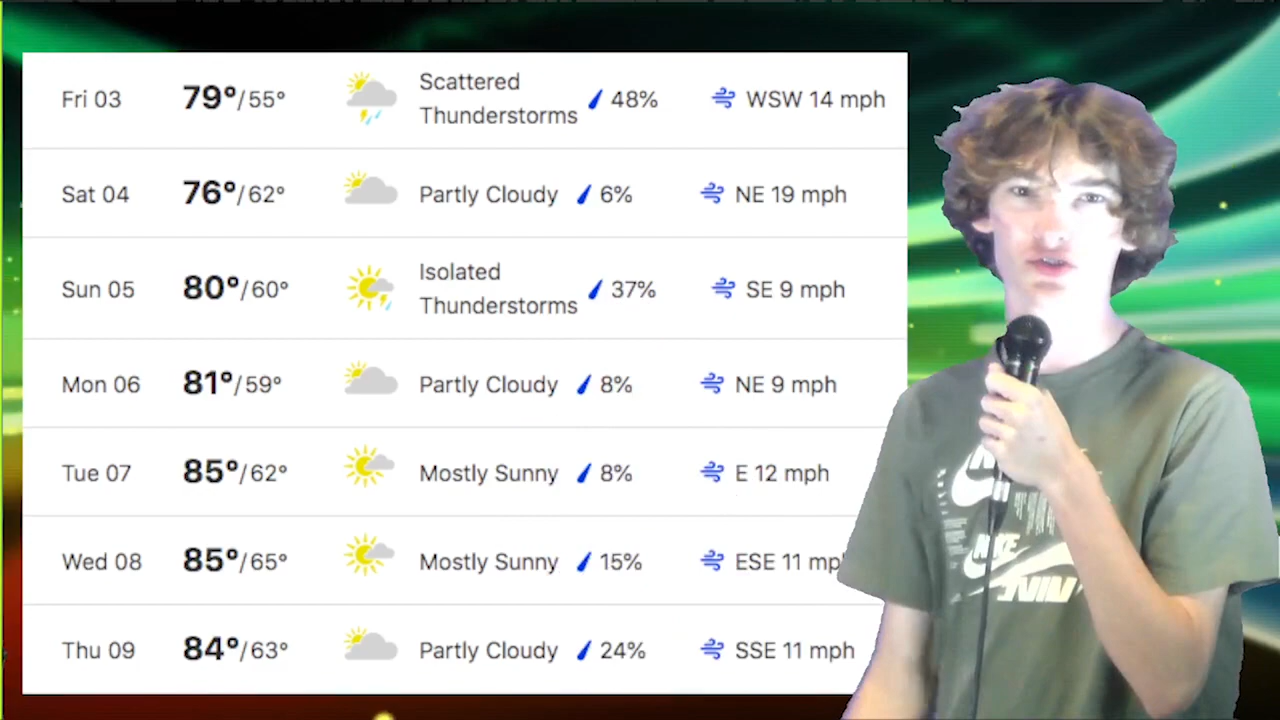 Fri 03 79°/55° Scattered Thunderstorms 48% WSW 14 mph
Sat 04 76°/62° Partly Cloudy 6% NE 19 mph
Sun 05 80°/60° Isolated Thunderstorms 37% SE 9 mph
Mon 06 81°/59° Partly Cloudy 8% NE 9 mph
Tue 07 85°/62° Mostly Sunny 8% E 12 mph
Wed 08 85°/65° Mostly Sunny 15% ESE 11 mp
Thu 09 84°/63° Partly Cloudy 24% SSE 11 mph
NIKE